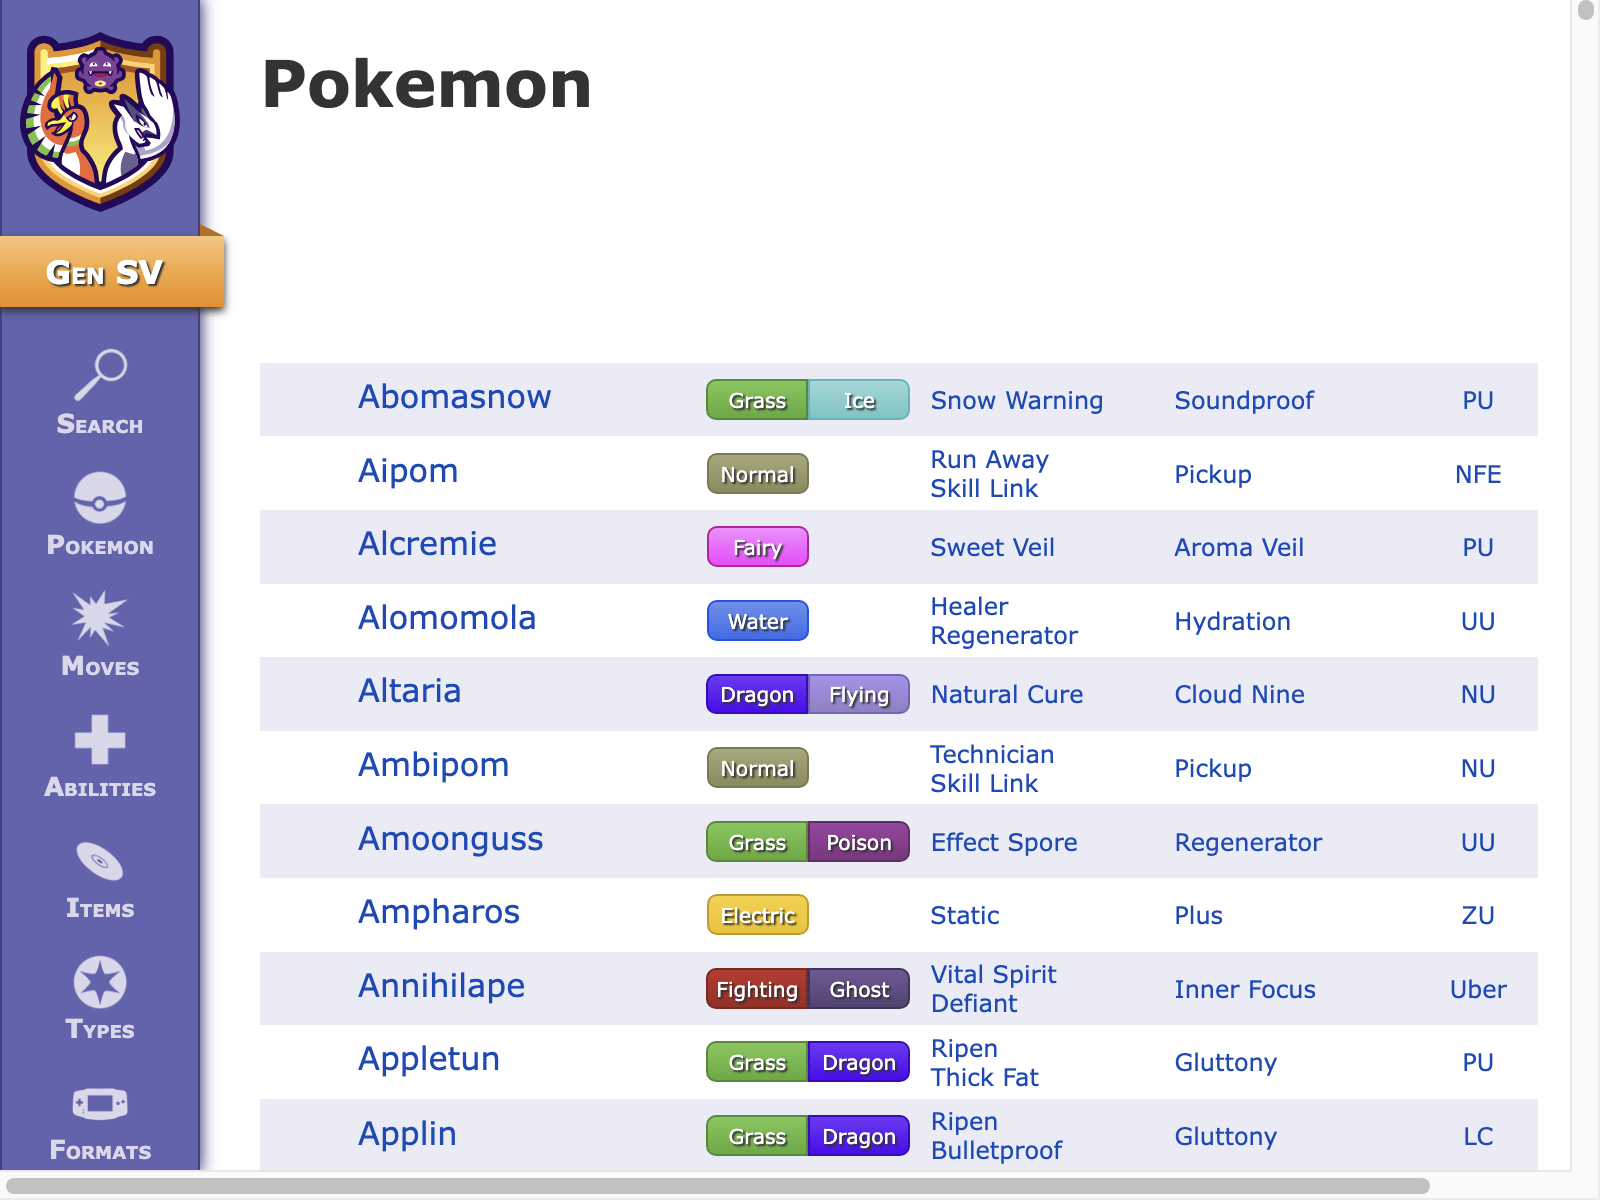 Pokemon
Gen SV
Search
Pokemon
Moves
Abilities
Items
Types
Formats
Abomasnow Grass Ice Snow Warning Soundproof PU
Aipom Normal Run Away Skill Link Pickup NFE
Alcremie Fairy Sweet Veil Aroma Veil PU
Alomomola Water Healer Regenerator Hydration UU
Altaria Dragon Flying Natural Cure Cloud Nine NU
Ambipom Normal Technician Skill Link Pickup NU
Amoonguss Grass Poison Effect Spore Regenerator UU
Ampharos Electric Static Plus ZU
Annihilape Fighting Ghost Vital Spirit Defiant Inner Focus Uber
Appletun Grass Dragon Ripen Thick Fat Gluttony PU
Applin Grass Dragon Ripen Bulletproof Gluttony LC